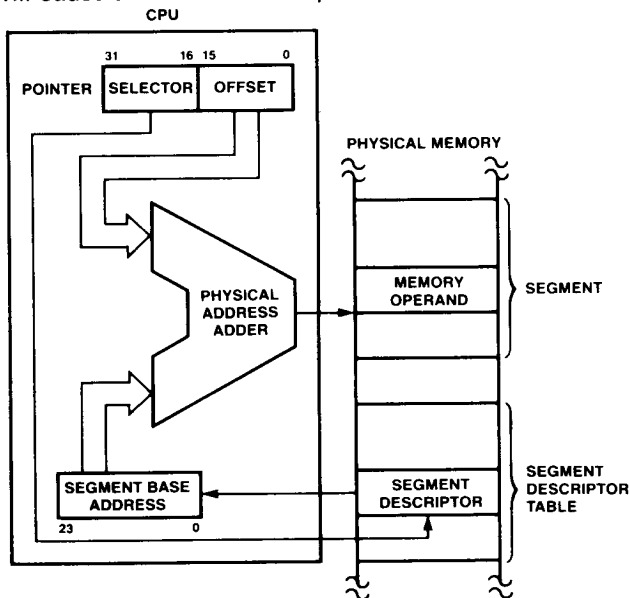 CPU
31 16 15 0
POINTER SELECTOR OFFSET
PHYSICAL MEMORY
MEMORY
OPERAND
SEGMENT
PHYSICAL
ADDRESS
ADDER
SEGMENT BASE
ADDRESS
23 0
SEGMENT
DESCRIPTOR
SEGMENT
DESCRIPTOR
TABLE